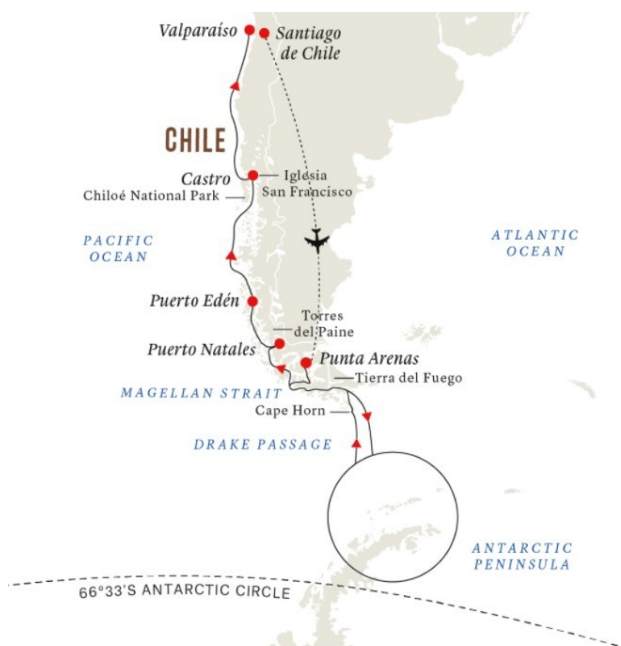 Valparaíso
Santiago
de Chile
CHILE
Castro
Iglesia
San Francisco
Chiloé National Park
PACIFIC
OCEAN
ATLANTIC
OCEAN
Puerto Edén
Torres
del Paine
Puerto Natales
Punta Arenas
Tierra del Fuego
MAGELLAN STRAIT
Cape Horn
DRAKE PASSAGE
ANTARCTIC
PENINSULA
66°33'S ANTARCTIC CIRCLE